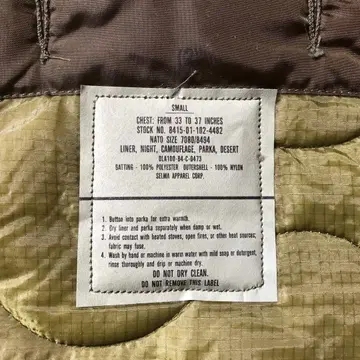 SMALL
CHEST: FROM 33 TO 37 INCHES
STOCK NO. 8415-01-102-4482
NATO SIZE 7080/8494
LINER, NIGHT, CAMOUFLAGE, PARKA, DESERT
DLA100-84-C-0473
BATTING - 100% POLYESTER OUTERSHELL - 100% NYLON
SELMA APPAREL CORP.
1. Button into parka for extra warmth.
2. Dry liner and parka separately when damp or wet.
3. Avoid contact with heated stoves, open fires, or other heat sources;
fabric may fuse.
4. Wash by hand or machine in warm water with mild soap or detergent,
rinse thoroughly and drip or machine dry.
DO NOT DRY CLEAN.
DO NOT REMOVE THIS LABEL